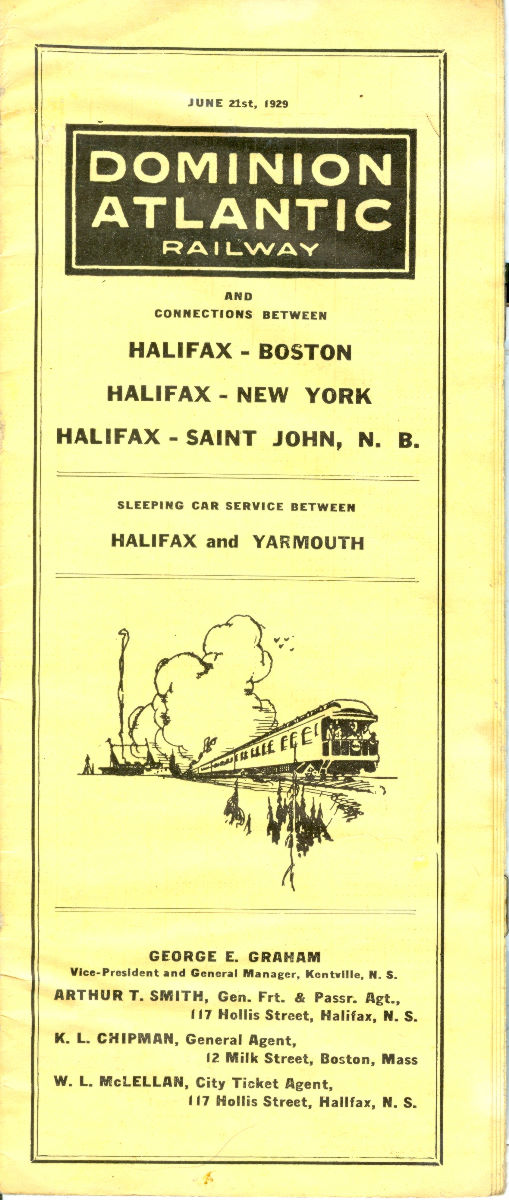 JUNE 21st, 1929
DOMINION
ATLANTIC
RAILWAY
AND
CONNECTIONS BETWEEN
HALIFAX - BOSTON
HALIFAX - NEW YORK
HALIFAX - SAINT JOHN, N. B.
SLEEPING CAR SERVICE BETWEEN
HALIFAX and YARMOUTH
GEORGE E. GRAHAM
Vice-President and General Manager, Kentville, N. S.
ARTHUR T. SMITH, Gen. Frt. & Passr. Agt.,
117 Hollis Street, Halifax, N. S.
K. L. CHIPMAN, General Agent,
12 Milk Street, Boston, Mass
W. L. McLELLAN, City Ticket Agent,
117 Hollis Street, Halifax, N. S.